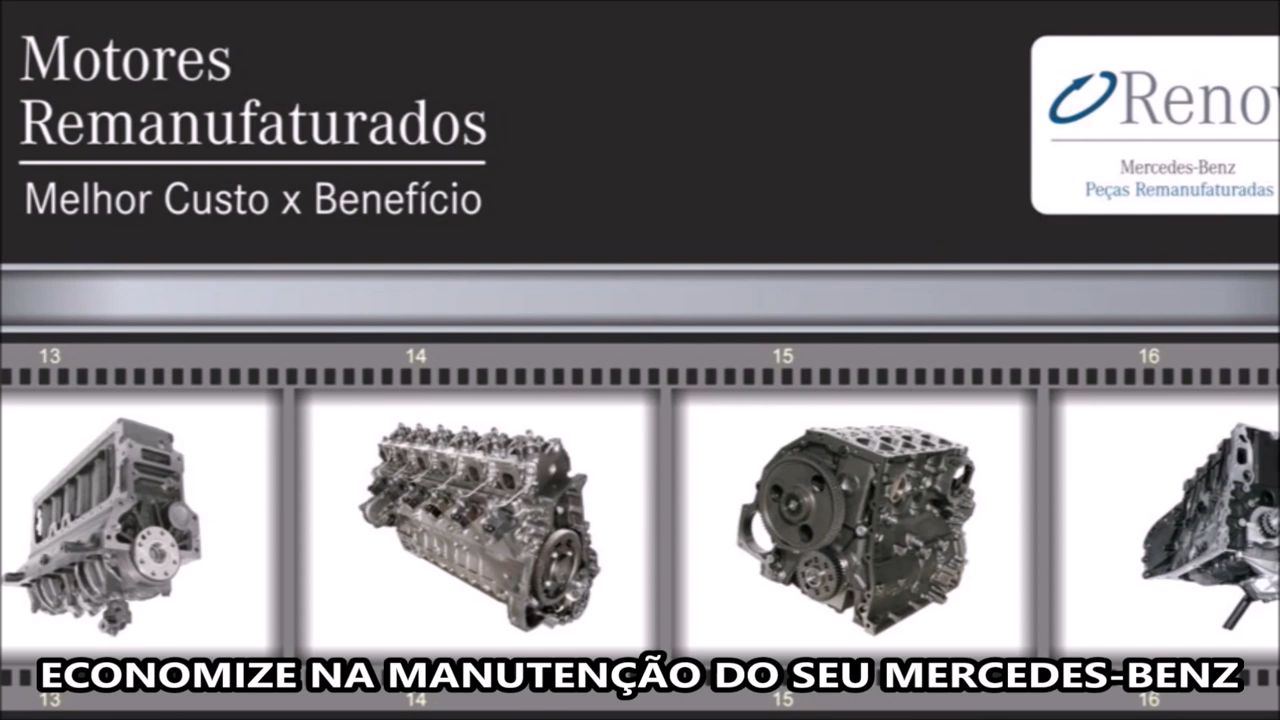 Motores
Remanufaturados
Melhor Custo x Benefício
Mercedes-Benz
Peças Remanufaturadas
13 14 15 16
ECONOMIZE NA MANUTENÇÃO DO SEU MERCEDES-BENZ
13 14 15 16